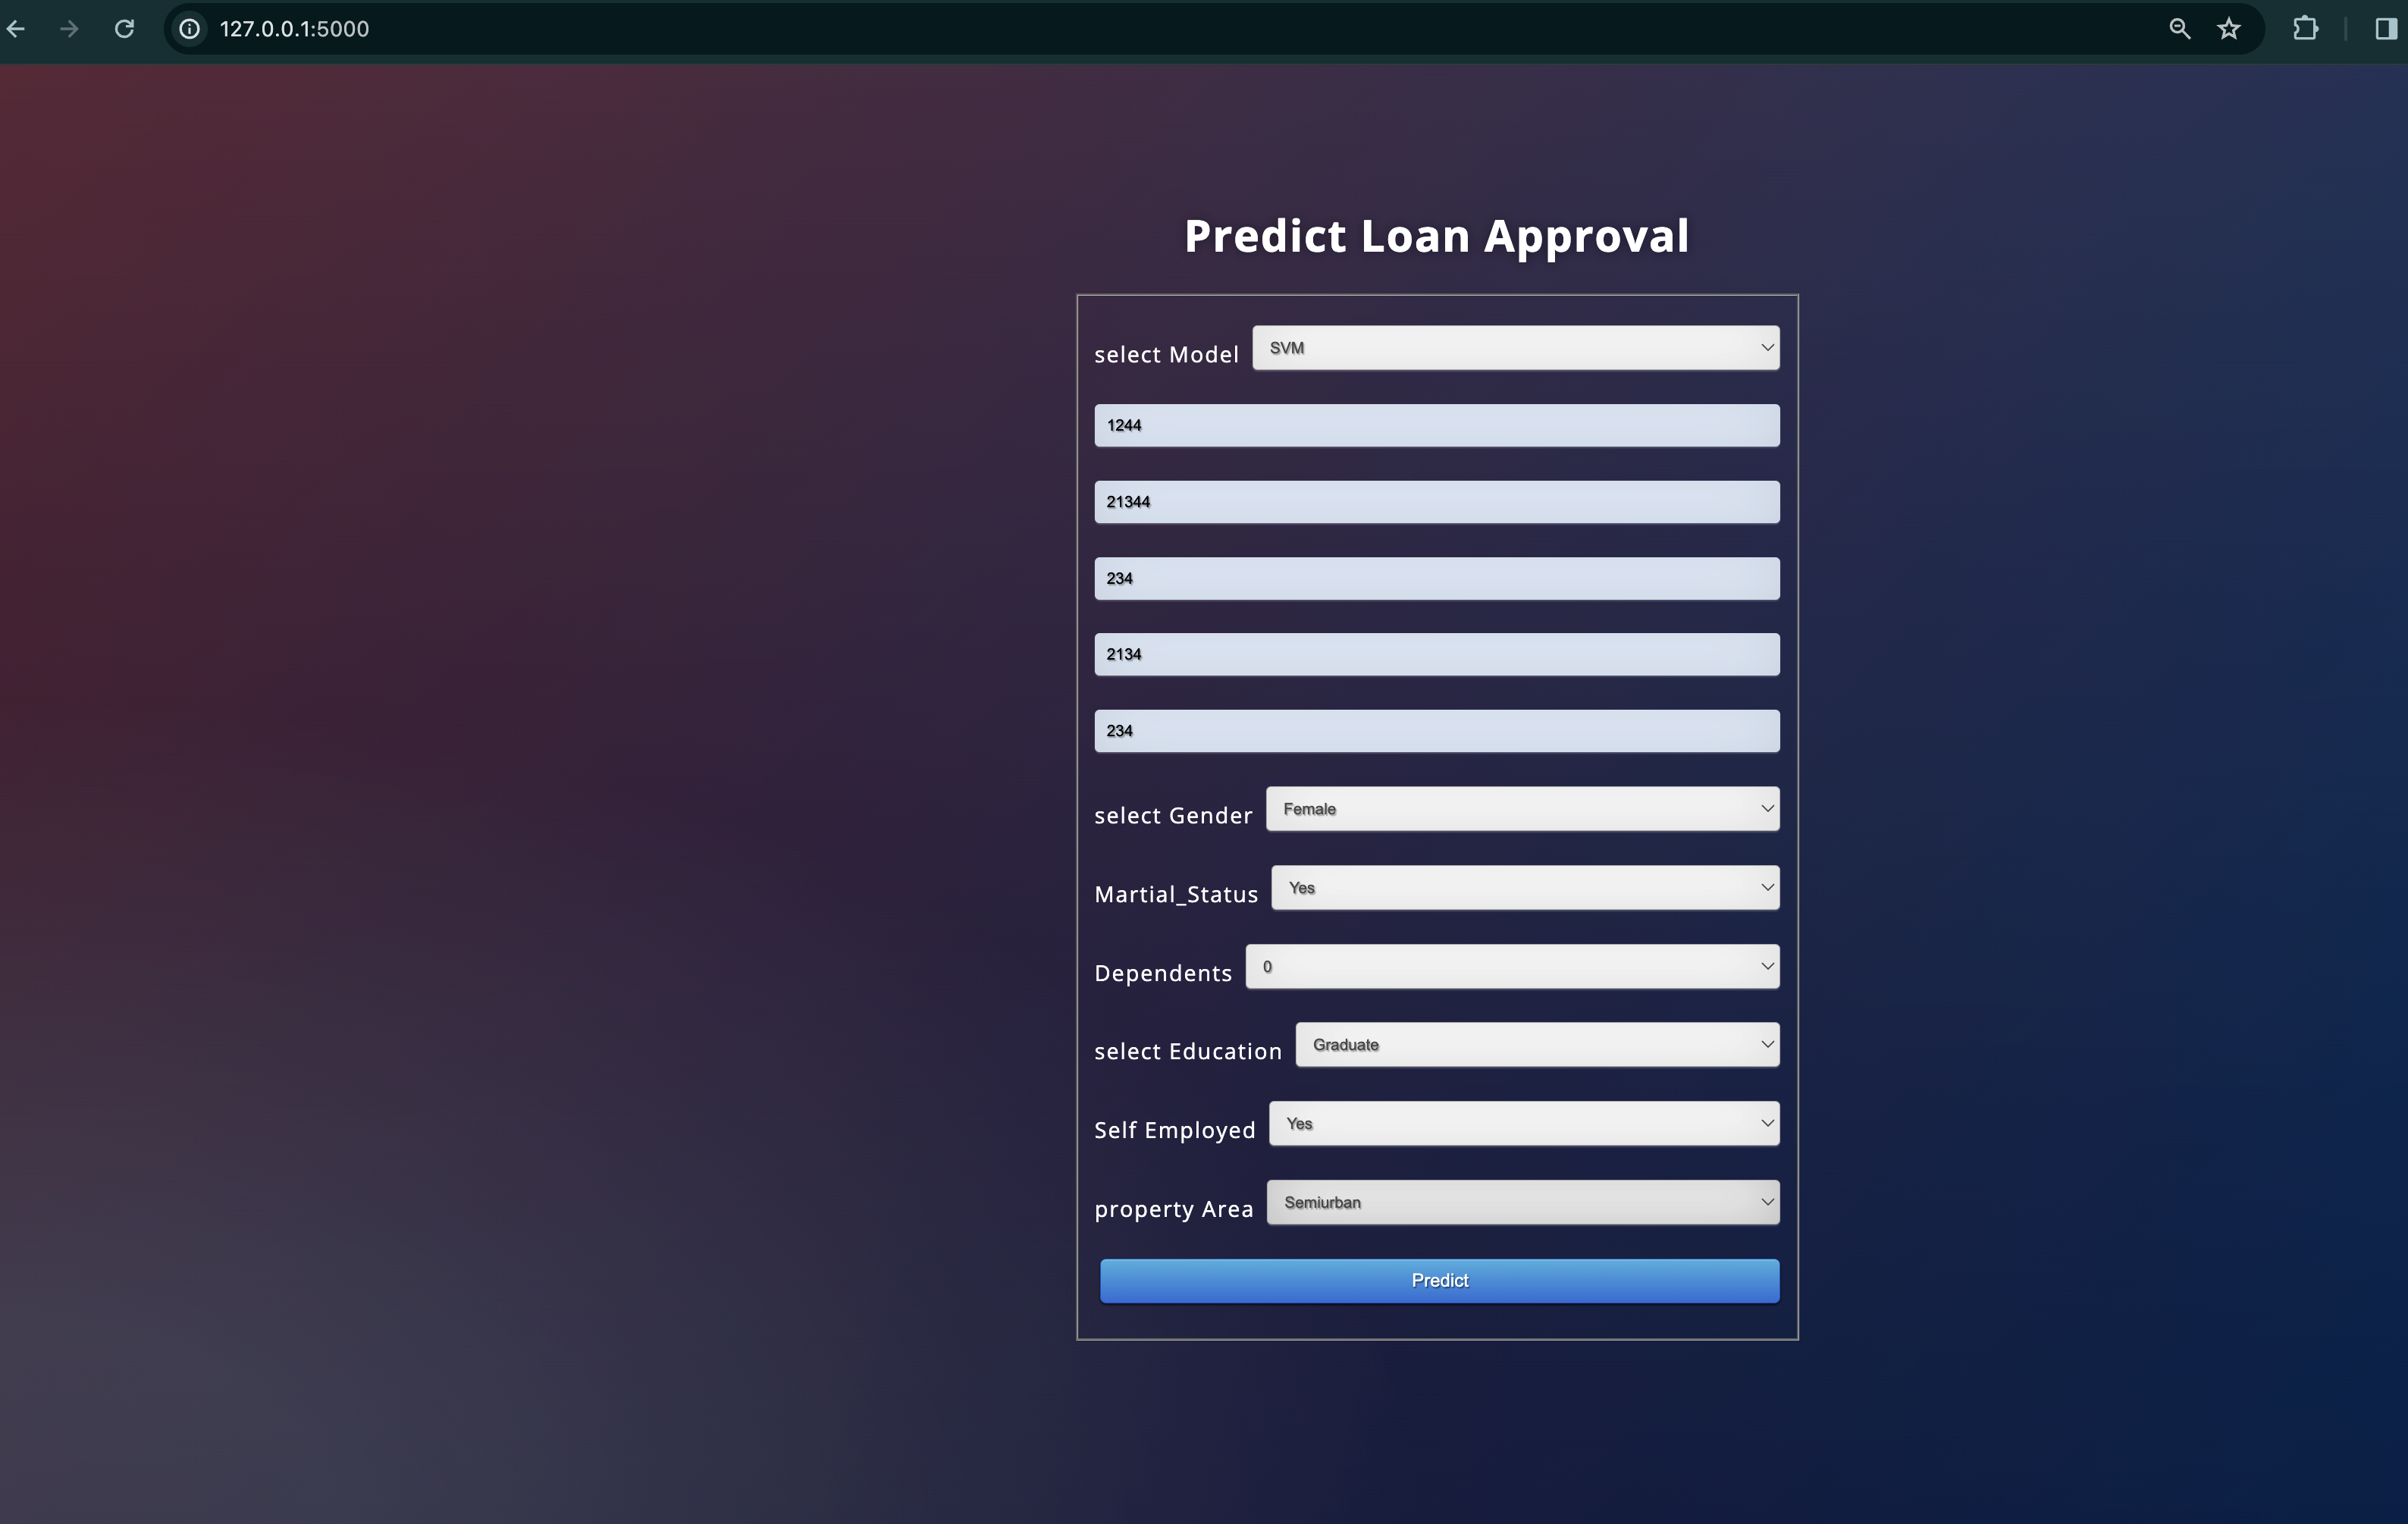 127.0.0.1:5000
Predict Loan Approval
select Model SVM
1244
21344
234
2134
234
select Gender Female
Martial_Status Yes
Dependents 0
select Education Graduate
Self Employed Yes
property Area Semiurban
Predict